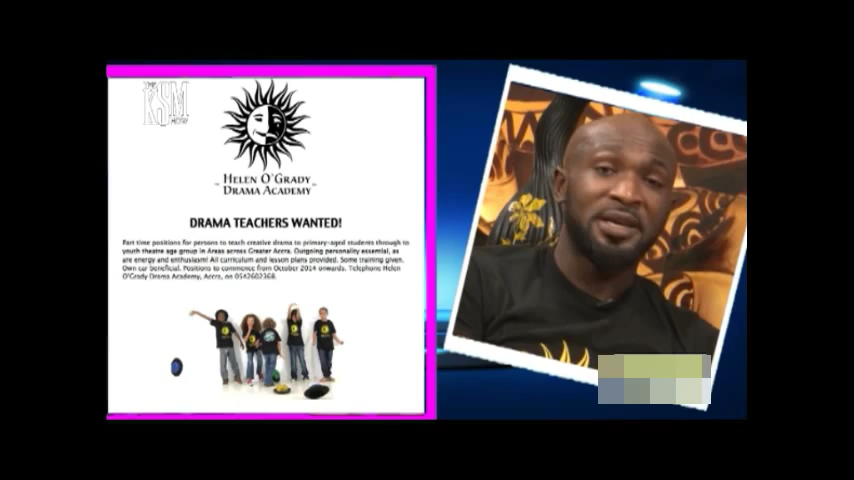 THE
KSM
SHOW
HELEN O'GRADY
DRAMA ACADEMY
DRAMA TEACHERS WANTED!
Part time positions for persons to teach creative drama to primary-aged students through to
youth theatre age group in Areas across Greater Accra. Outgoing personality essential, as
are energy and enthusiasm! All curriculum and lesson plans provided. Some training given.
Own car beneficial. Positions to commence from October 2014 onwards. Telephone Helen
O'Grady Drama Academy, Accra, on 0542602368.